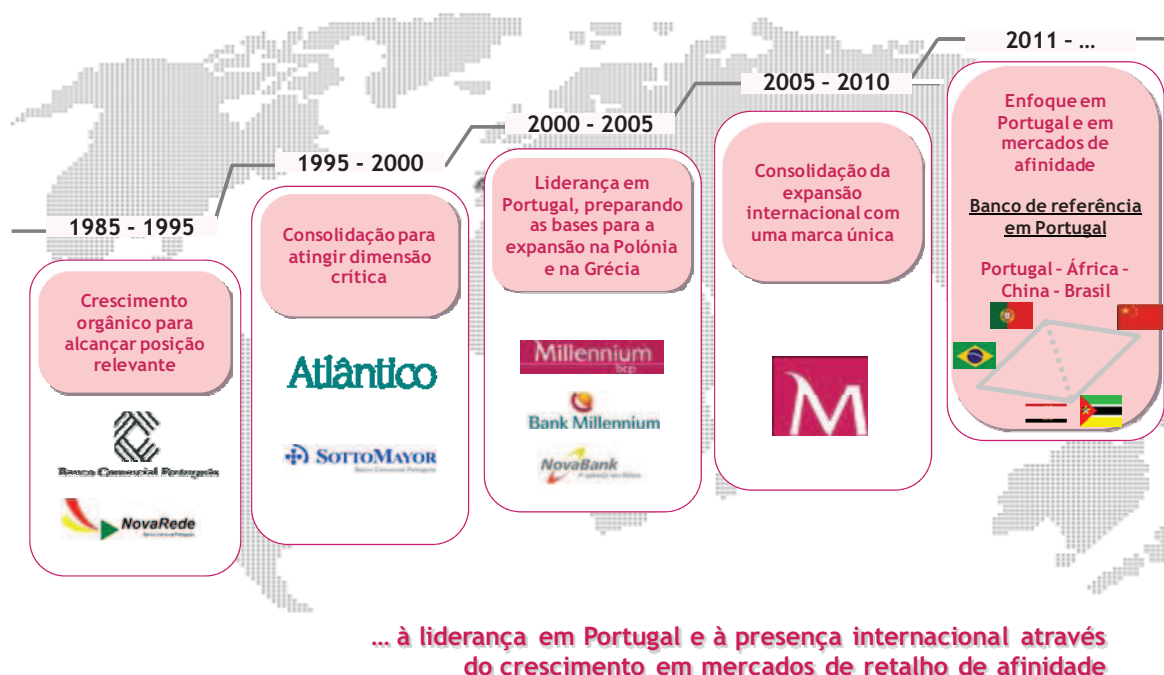 1985 - 1995
Crescimento
orgânico para
alcançar posição
relevante
Banco Comercial Português
NovaRede
1995 - 2000
Consolidação para
atingir dimensão
crítica
Atlântico
SOTTOMAYOR
Banco Comercial Português
2000 - 2005
Liderança em
Portugal, preparando
as bases para a
expansão na Polónia
e na Grécia
Millennium
bcp
Bank Millennium
NovaBank
2005 - 2010
Consolidação da
expansão
internacional com
uma marca única
M
2011 - ...
Enfoque em
Portugal e em
mercados de
afinidade
Banco de referência
em Portugal
Portugal - África -
China - Brasil
... à liderança em Portugal e à presença internacional através
do crescimento em mercados de retalho de afinidade